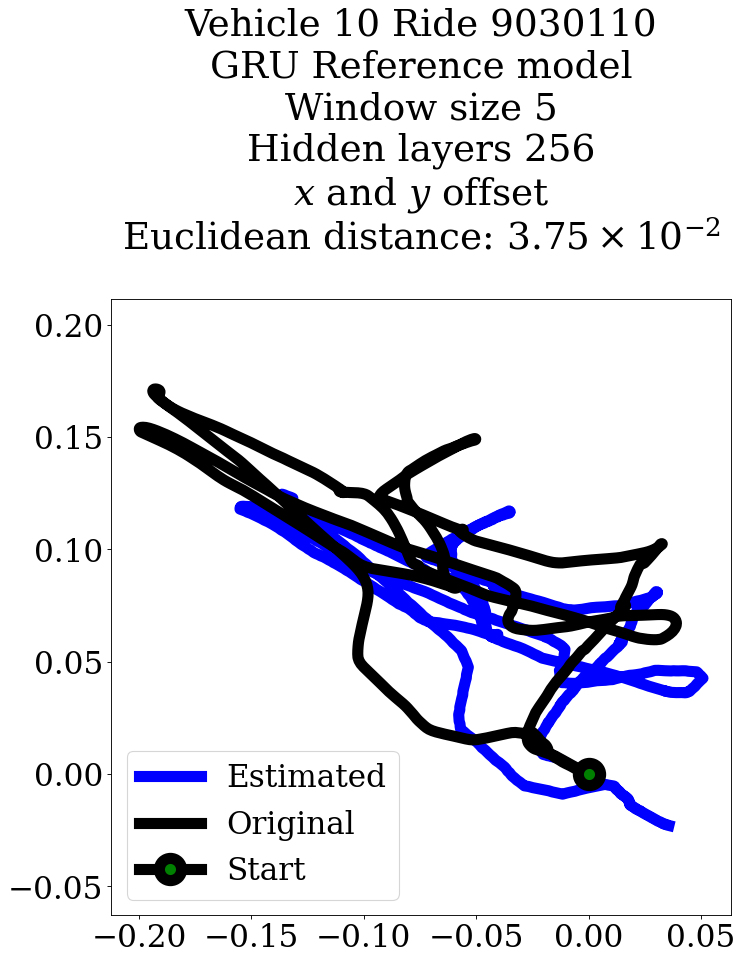 Vehicle 10 Ride 9030110
GRU Reference model
Window size 5
Hidden layers 256
x and y offset
Euclidean distance: 3.75 × 10⁻²
0.20
0.15
0.10
0.05
0.00
−0.05
Estimated
Original
Start
−0.20 −0.15 −0.10 −0.05 0.00 0.05